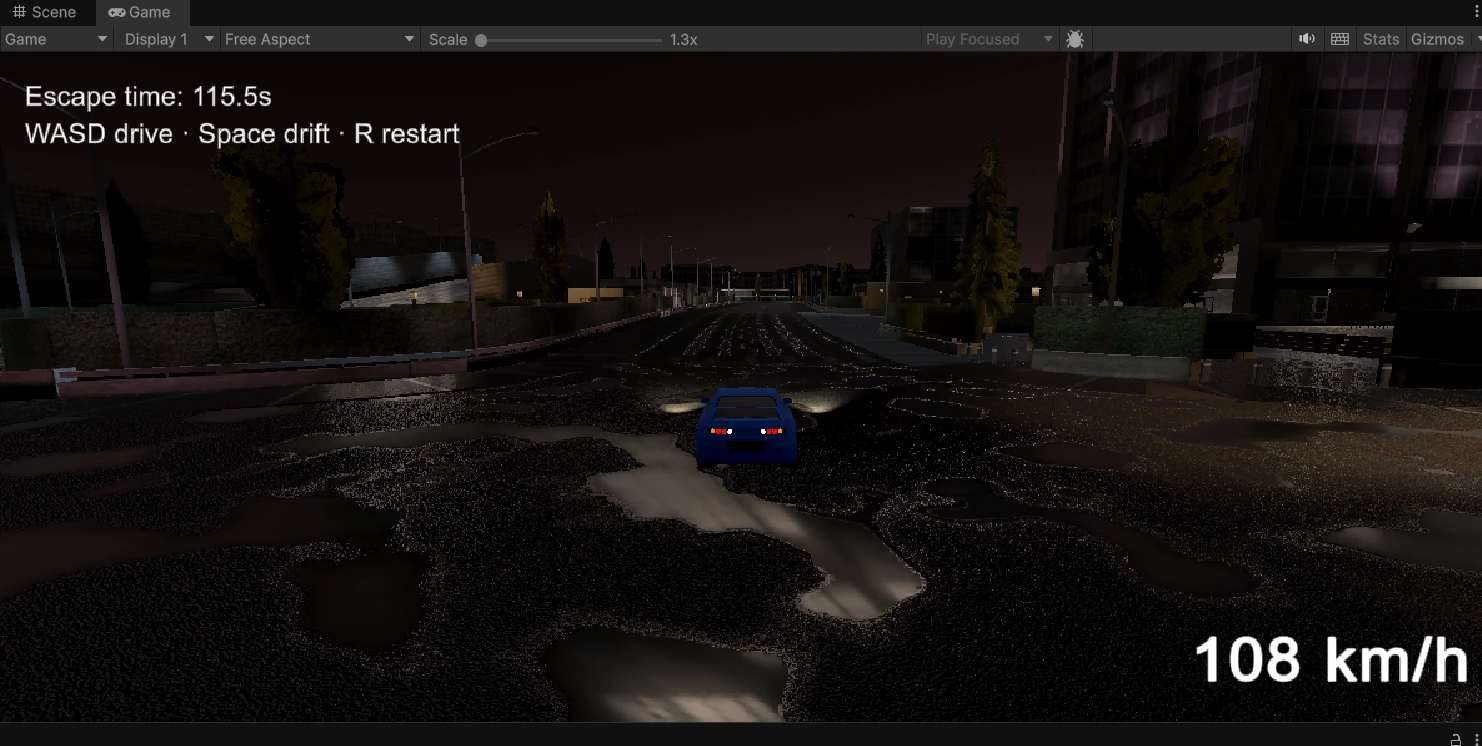 Scene Game
Game Display 1 Free Aspect Scale 1.3x Play Focused Stats Gizmos
Escape time: 115.5s
WASD drive · Space drift · R restart
108 km/h